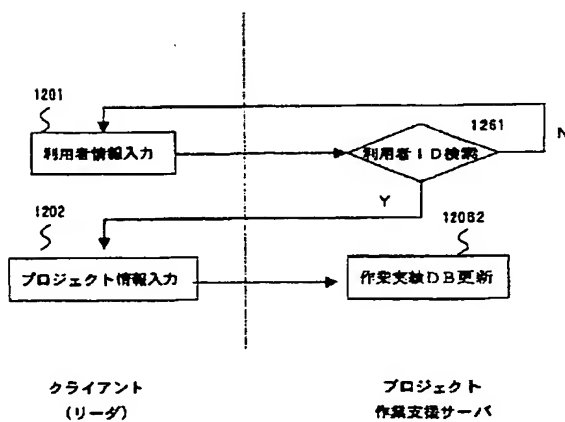 1201
利用者情報入力
1261
利用者ID検索
N
Y
1202
プロジェクト情報入力
12062
作業実績DB更新
クライアント
(リーダ)
プロジェクト
作業支援サーバ